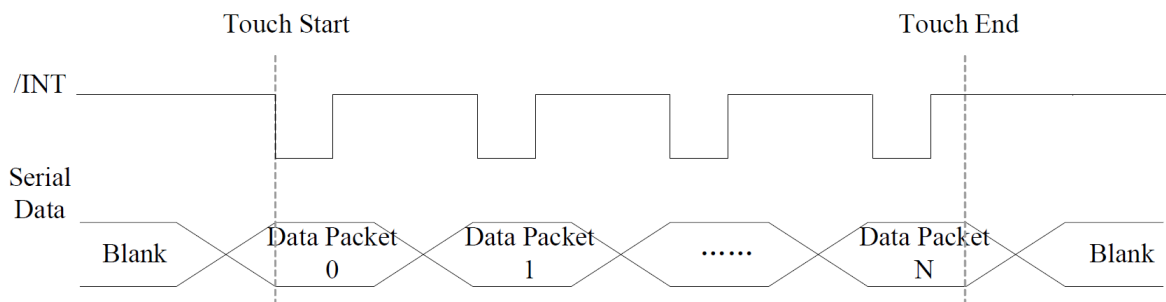 Touch Start
Touch End
/INT
Serial
Data
Blank
Data Packet
0
Data Packet
1
······
Data Packet
N
Blank